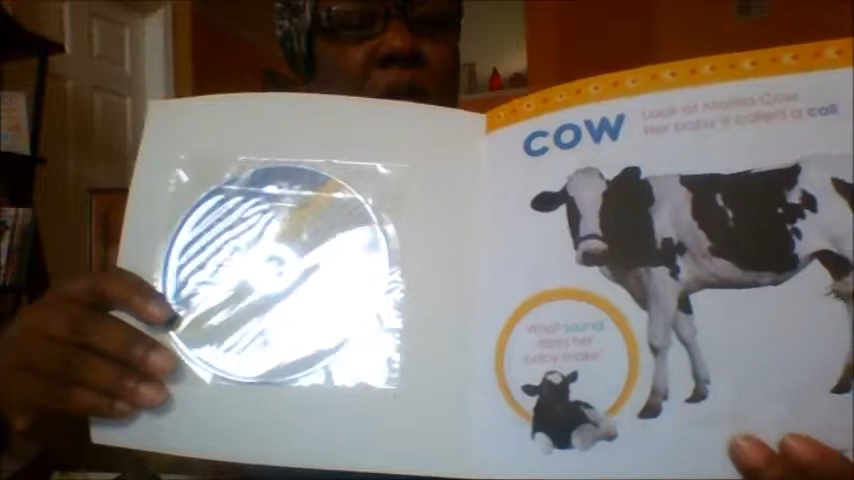 COW
Look at Mama Cow.
Her baby is called a calf
What sound
does her
baby make